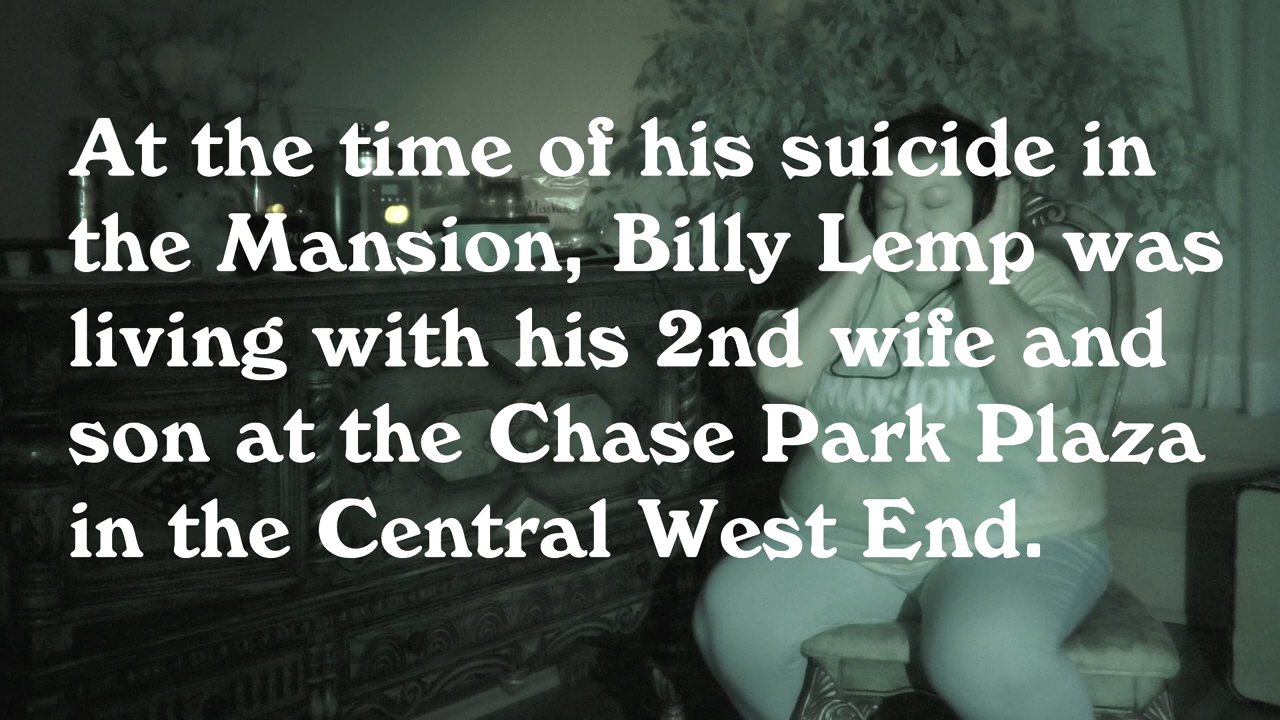 At the time of his suicide in
the Mansion, Billy Lemp was
living with his 2nd wife and
son at the Chase Park Plaza
in the Central West End.
MANSION